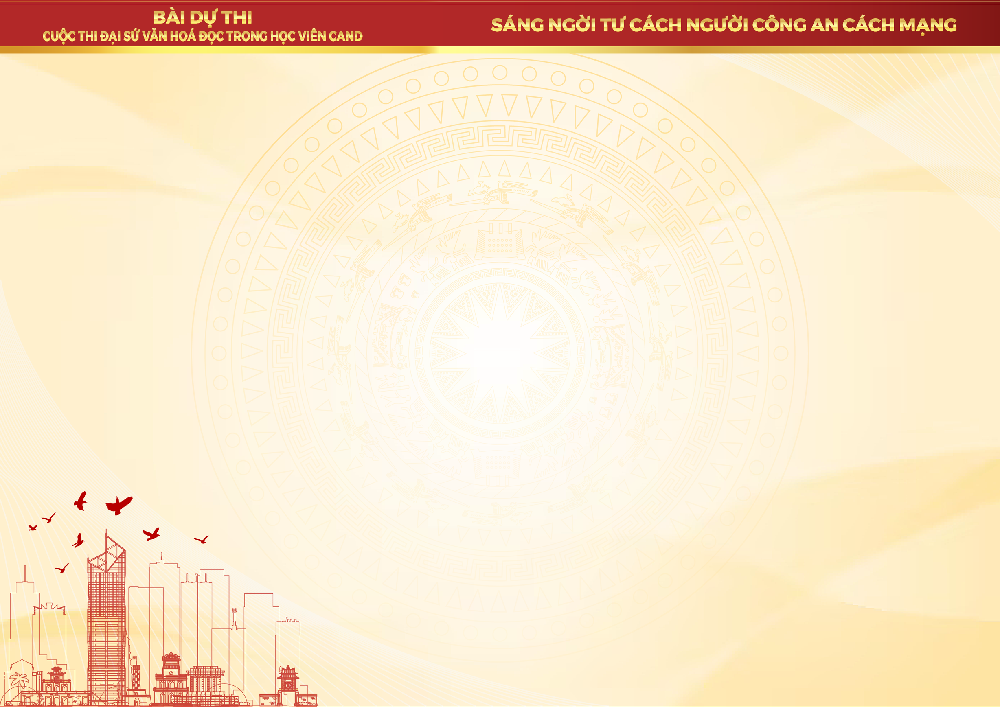 BÀI DỰ THI
CUỘC THI ĐẠI SỨ VĂN HOÁ ĐỌC TRONG HỌC VIÊN CAND
SÁNG NGỜI TƯ CÁCH NGƯỜI CÔNG AN CÁCH MẠNG